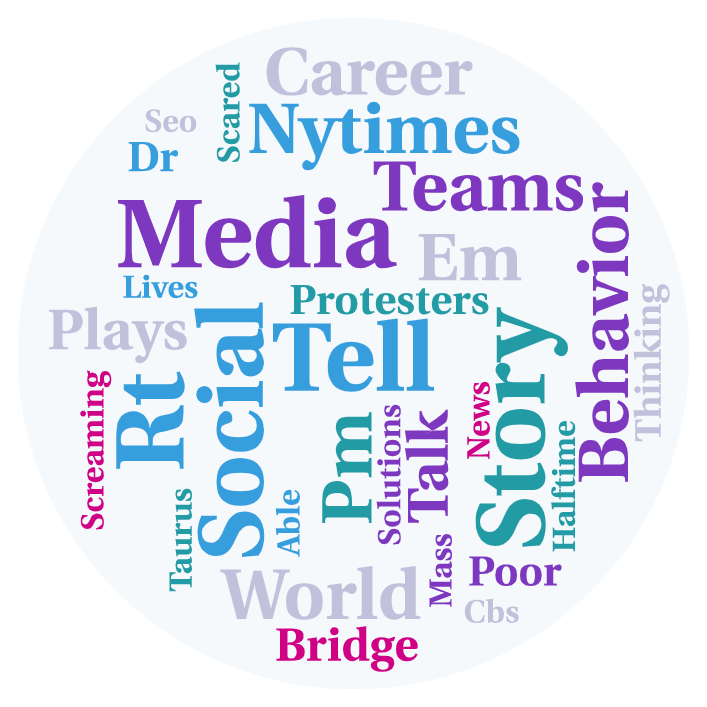 Career
Scared
Seo
Nytimes
Dr
Teams
Media
Behavior
Em
Lives
Protesters
Thinking
Plays
Social
Tell
Story
Rt
Screaming
News
Pm
Solutions
Talk
Halftime
Taurus
Able
Mass
Poor
World
Cbs
Bridge